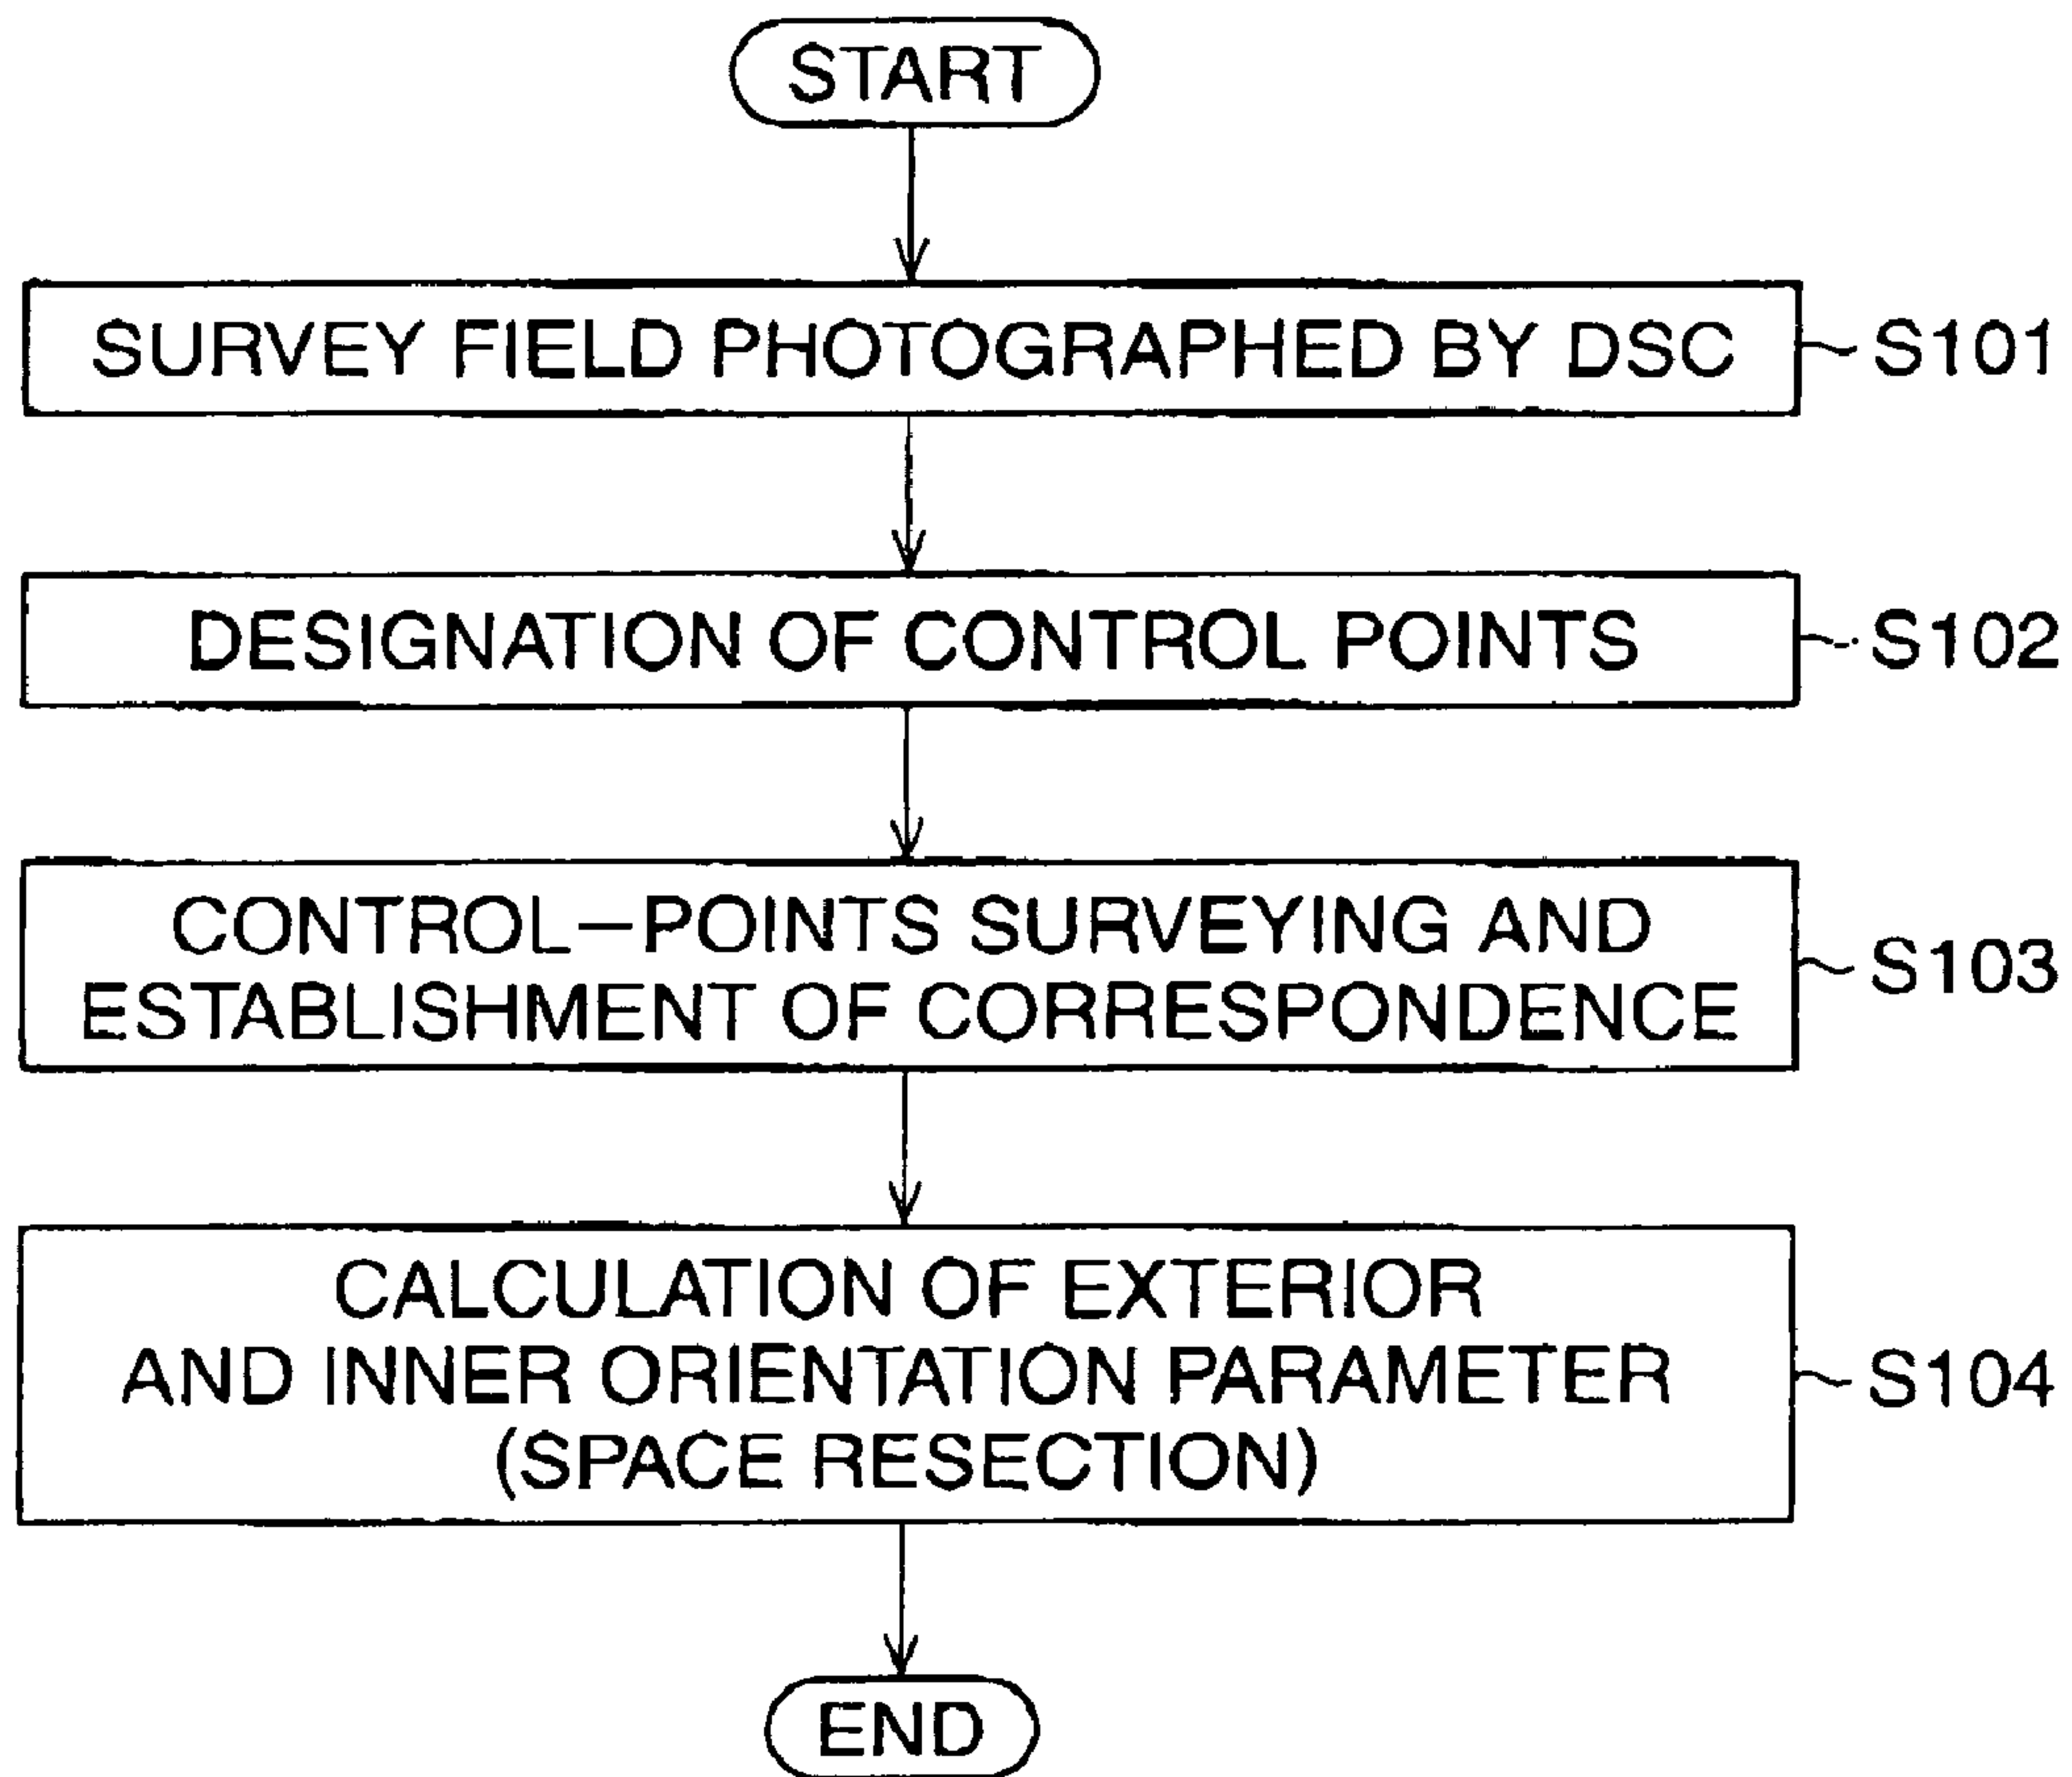 START
SURVEY FIELD PHOTOGRAPHED BY DSC
S101
DESIGNATION OF CONTROL POINTS
S102
CONTROL-POINTS SURVEYING AND
ESTABLISHMENT OF CORRESPONDENCE
S103
CALCULATION OF EXTERIOR
AND INNER ORIENTATION PARAMETER
(SPACE RESECTION)
S104
END